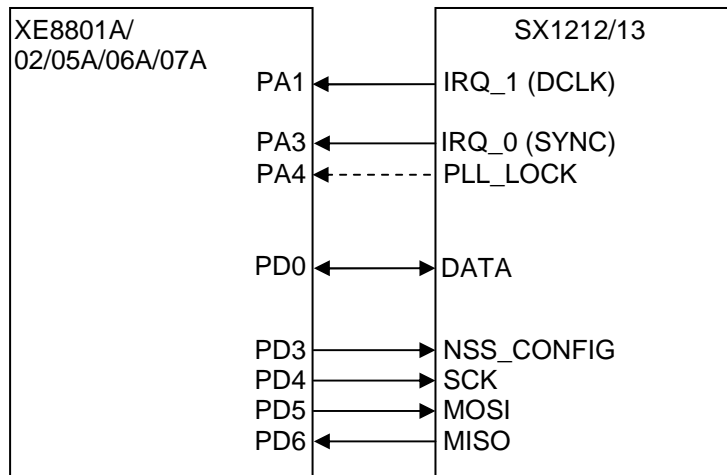 XE8801A/
02/05A/06A/07A
SX1212/13
PA1 IRQ_1 (DCLK)
PA3 IRQ_0 (SYNC)
PA4 PLL_LOCK
PD0 DATA
PD3 NSS_CONFIG
PD4 SCK
PD5 MOSI
PD6 MISO